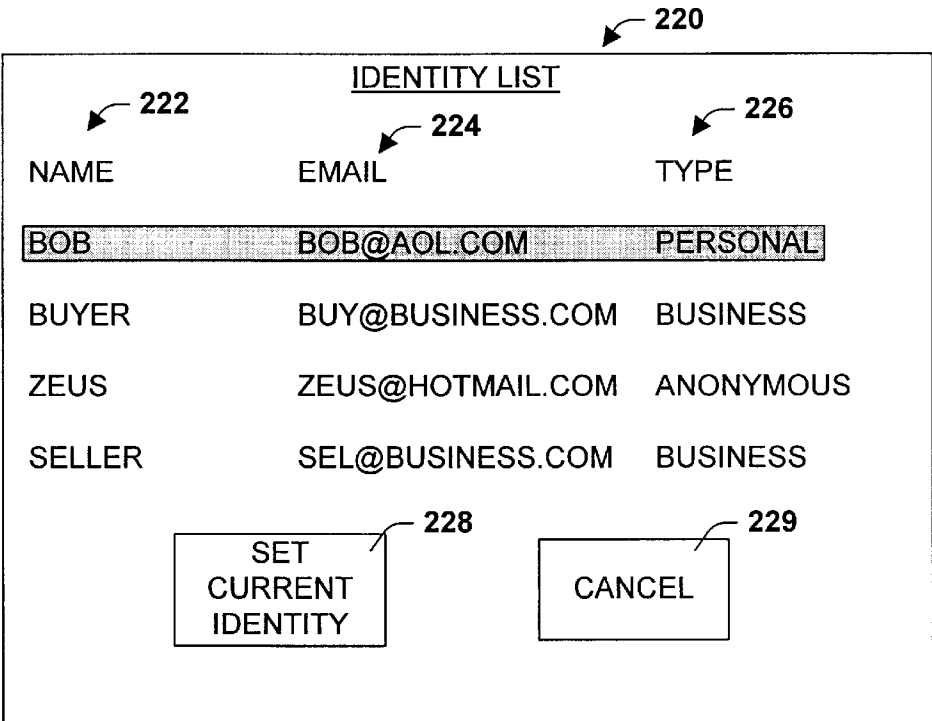 220
IDENTITY LIST
222
224
226
NAME EMAIL TYPE
BOB BOB@AOL.COM PERSONAL
BUYER BUY@BUSINESS.COM BUSINESS
ZEUS ZEUS@HOTMAIL.COM ANONYMOUS
SELLER SEL@BUSINESS.COM BUSINESS
228
229
SET
CURRENT
IDENTITY
CANCEL